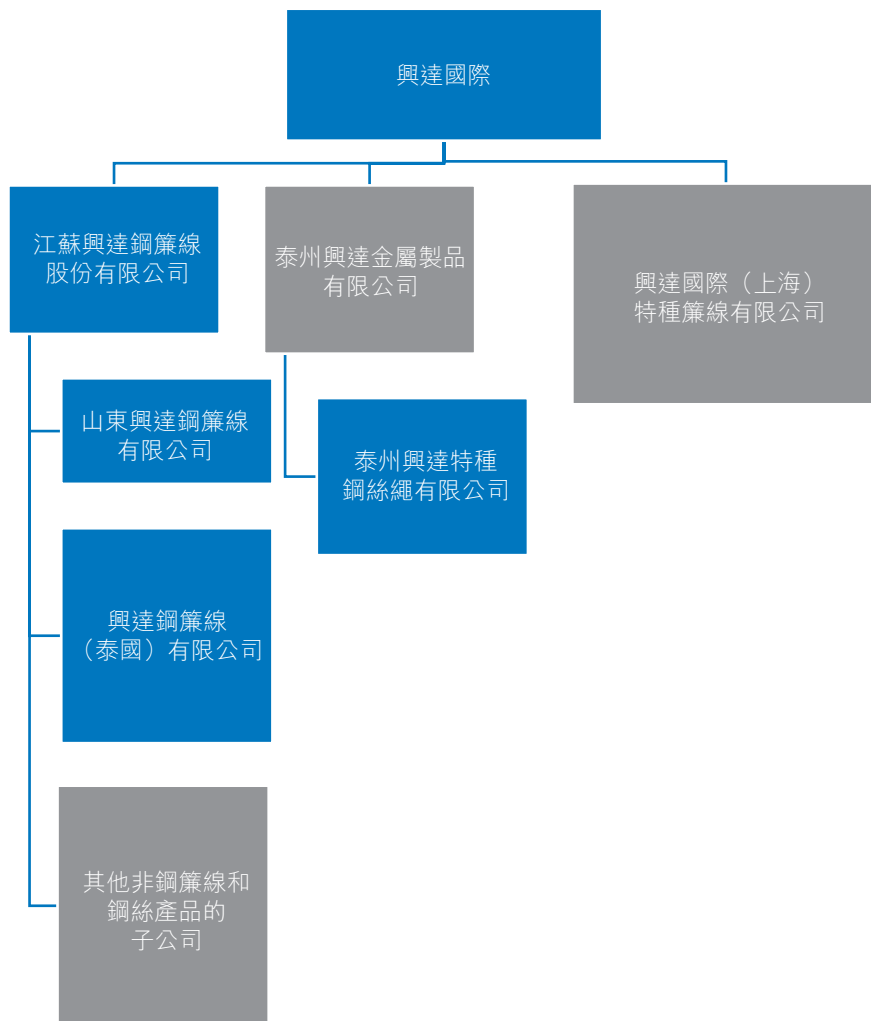 興達國際
江蘇興達鋼簾線
股份有限公司
泰州興達金屬製品
有限公司
興達國際（上海）
特種簾線有限公司
山東興達鋼簾線
有限公司
泰州興達特種
鋼絲繩有限公司
興達鋼簾線
（泰國）有限公司
其他非鋼簾線和
鋼絲產品的
子公司